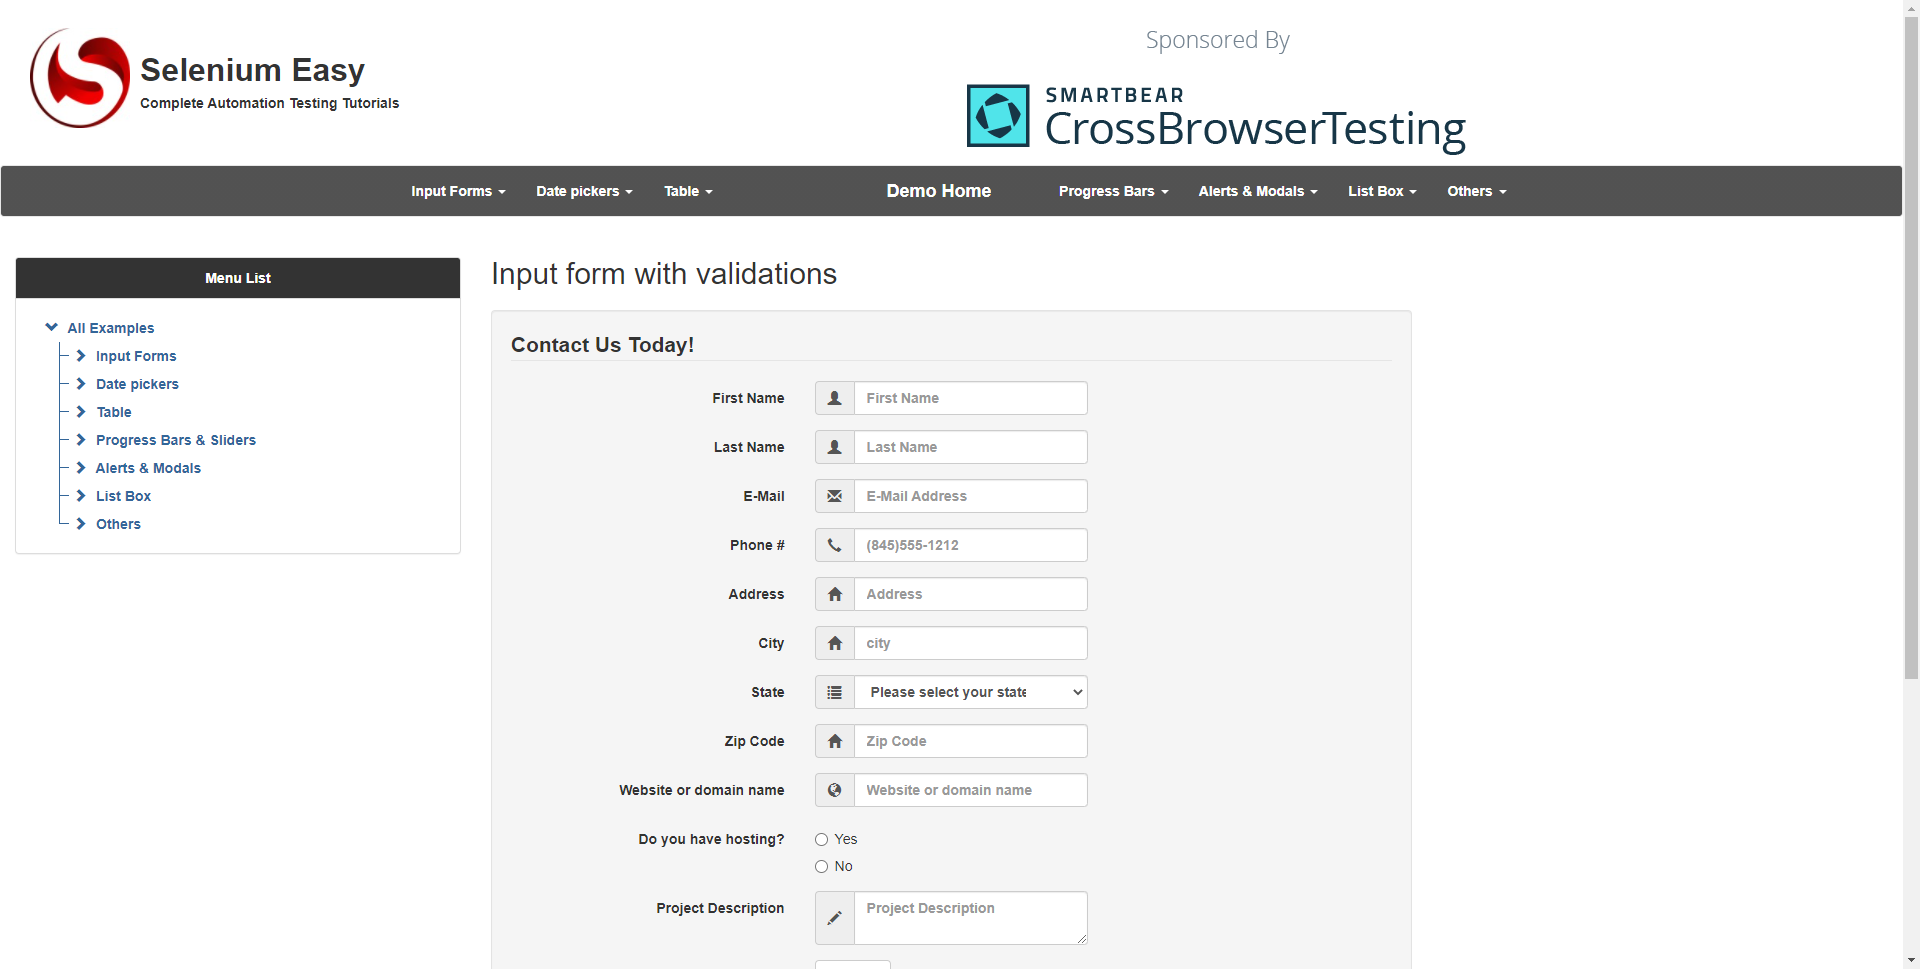 Selenium Easy
Complete Automation Testing Tutorials
Sponsored By
SMARTBEAR
CrossBrowserTesting
Input Forms Date pickers Table Demo Home Progress Bars Alerts & Modals List Box Others
Menu List
All Examples
Input Forms
Date pickers
Table
Progress Bars & Sliders
Alerts & Modals
List Box
Others
Input form with validations
Contact Us Today!
First Name First Name
Last Name Last Name
E-Mail E-Mail Address
Phone # (845)555-1212
Address Address
City city
State Please select your state
Zip Code Zip Code
Website or domain name Website or domain name
Do you have hosting? Yes
No
Project Description Project Description